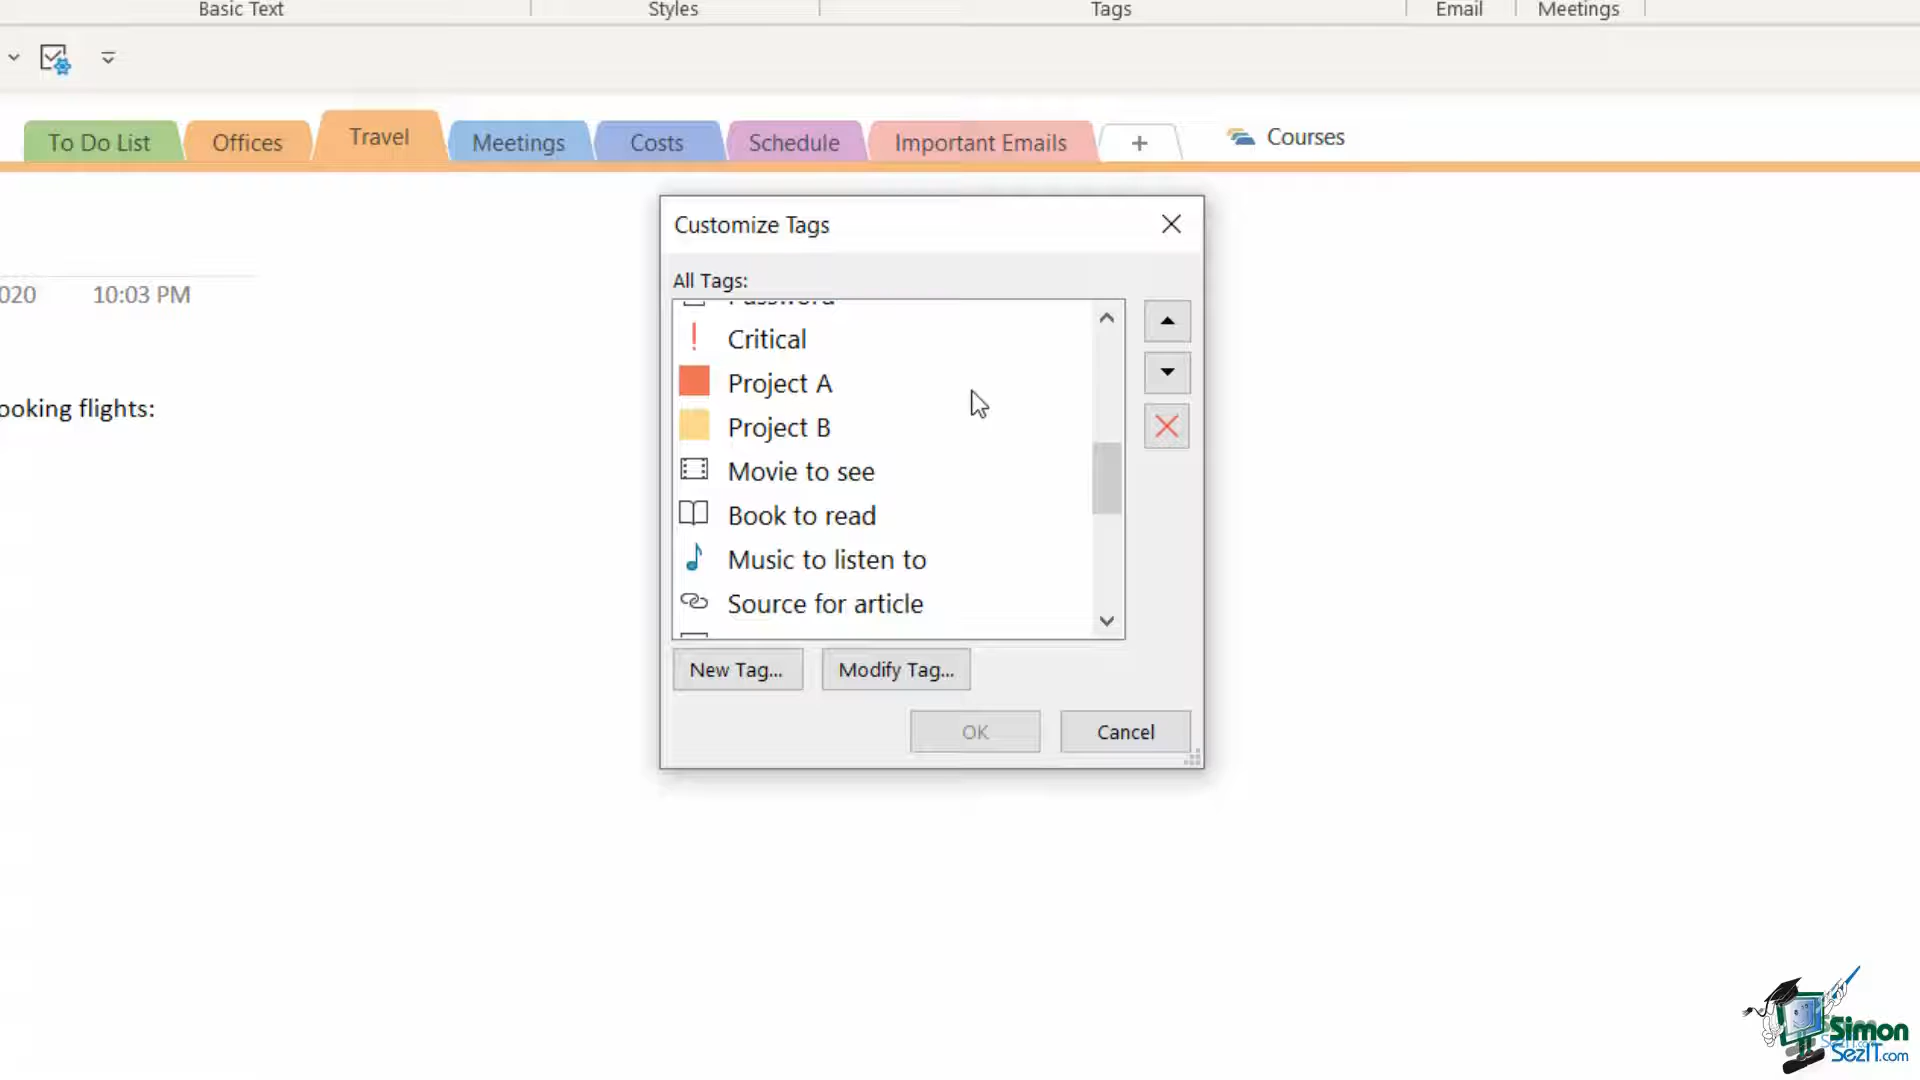 Basic Text Styles Tags Email Meetings
To Do List Offices Travel Meetings Costs Schedule Important Emails + Courses
Customize Tags
All Tags:
020 10:03 PM
Password
Critical
Project A
ooking flights:
Project B
Movie to see
Book to read
Music to listen to
Source for article
New Tag... Modify Tag...
OK Cancel
Simon
SezIT.com